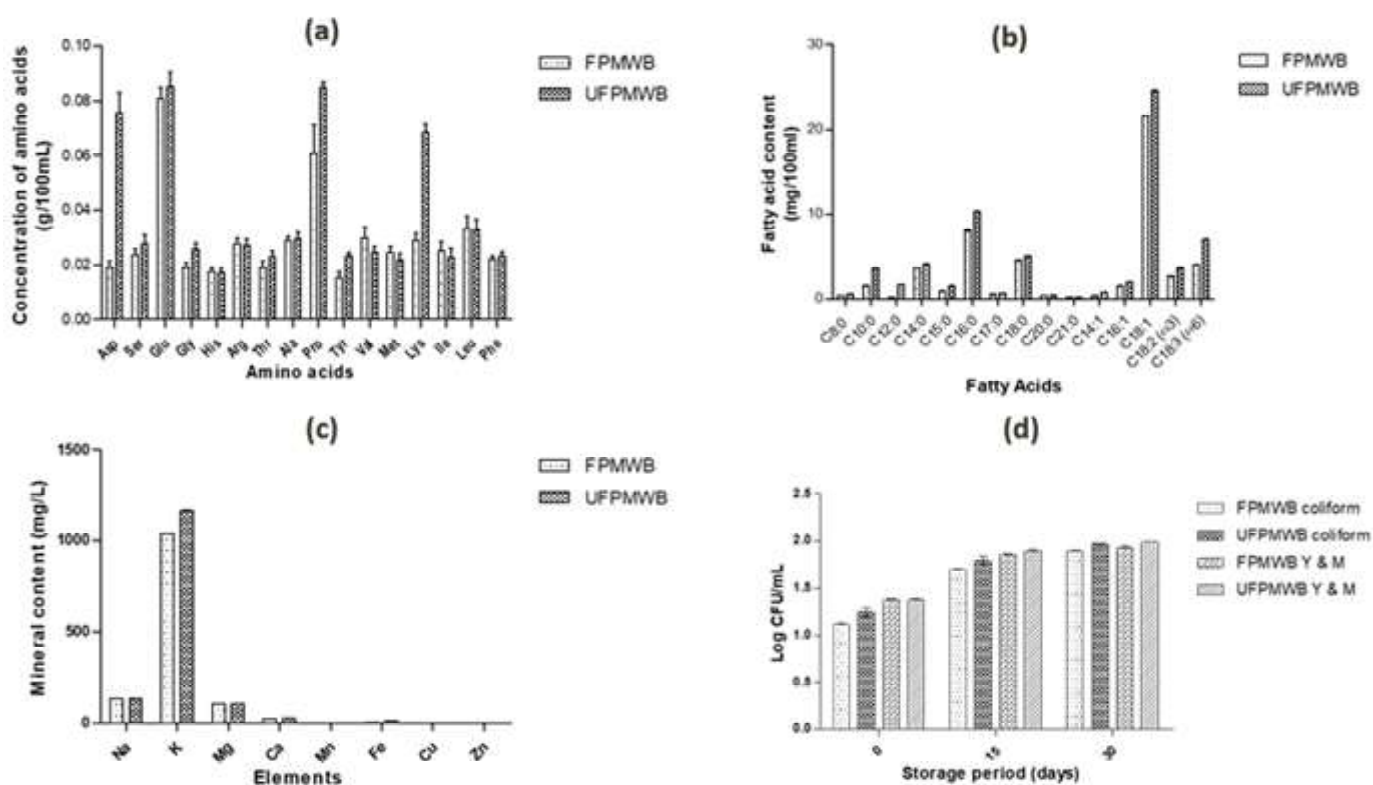 (a)
Concentration of amino acids
(g/100mL)
0.10
0.08
0.06
0.04
0.02
0.00
Asp Ser Glu Gly His Arg Thr Ala Pro Tyr Val Met Lys Ile Leu Phe
Amino acids
FPMWB
UFPMWB
(b)
Fatty acid content
(mg/100ml)
30
20
10
0
C8:0 C10:0 C12:0 C14:0 C15:0 C16:0 C17:0 C18:0 C20:0 C21:0 C14:1 C16:1 C18:1 C18:2 C18:3
Fatty Acids
FPMWB
UFPMWB
(c)
Mineral content (mg/L)
1500
1000
500
0
Na K Mg Ca Mn Fe Cu Zn
Elements
FPMWB
UFPMWB
(d)
Log CFU/mL
2.5
2.0
1.5
1.0
0.5
0.0
0 15 30
Storage period (days)
FPMWB coliform
UFPMWB coliform
FPMWB Y & M
UFPMWB Y & M